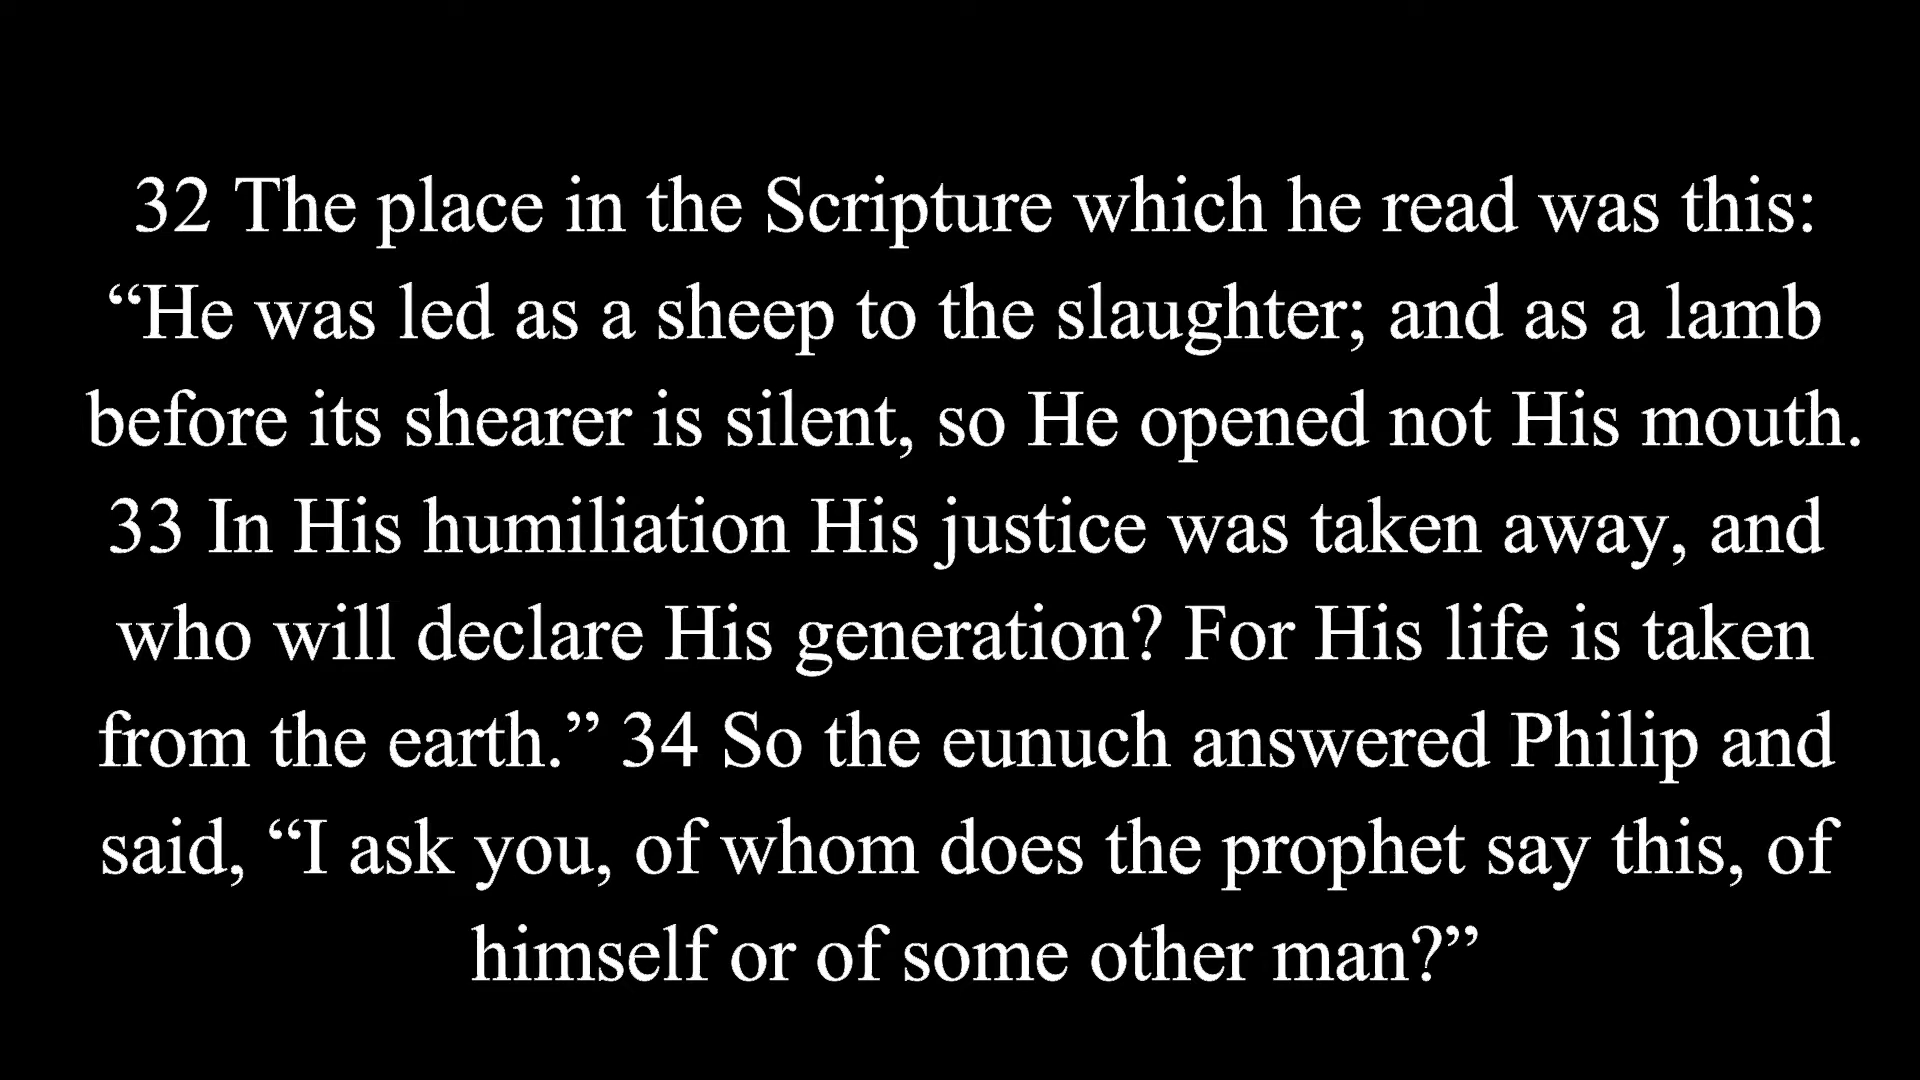 32 The place in the Scripture which he read was this:
“He was led as a sheep to the slaughter; and as a lamb
before its shearer is silent, so He opened not His mouth.
33 In His humiliation His justice was taken away, and
who will declare His generation? For His life is taken
from the earth.” 34 So the eunuch answered Philip and
said, “I ask you, of whom does the prophet say this, of
himself or of some other man?”